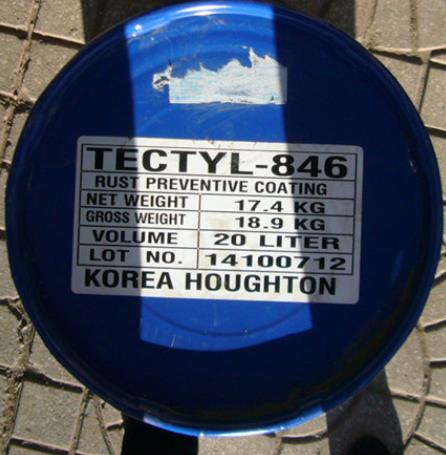 TECTYL-846
RUST PREVENTIVE COATING
NET WEIGHT 17.4 KG
GROSS WEIGHT 18.9 KG
VOLUME 20 LITER
LOT NO. 14100712
KOREA HOUGHTON